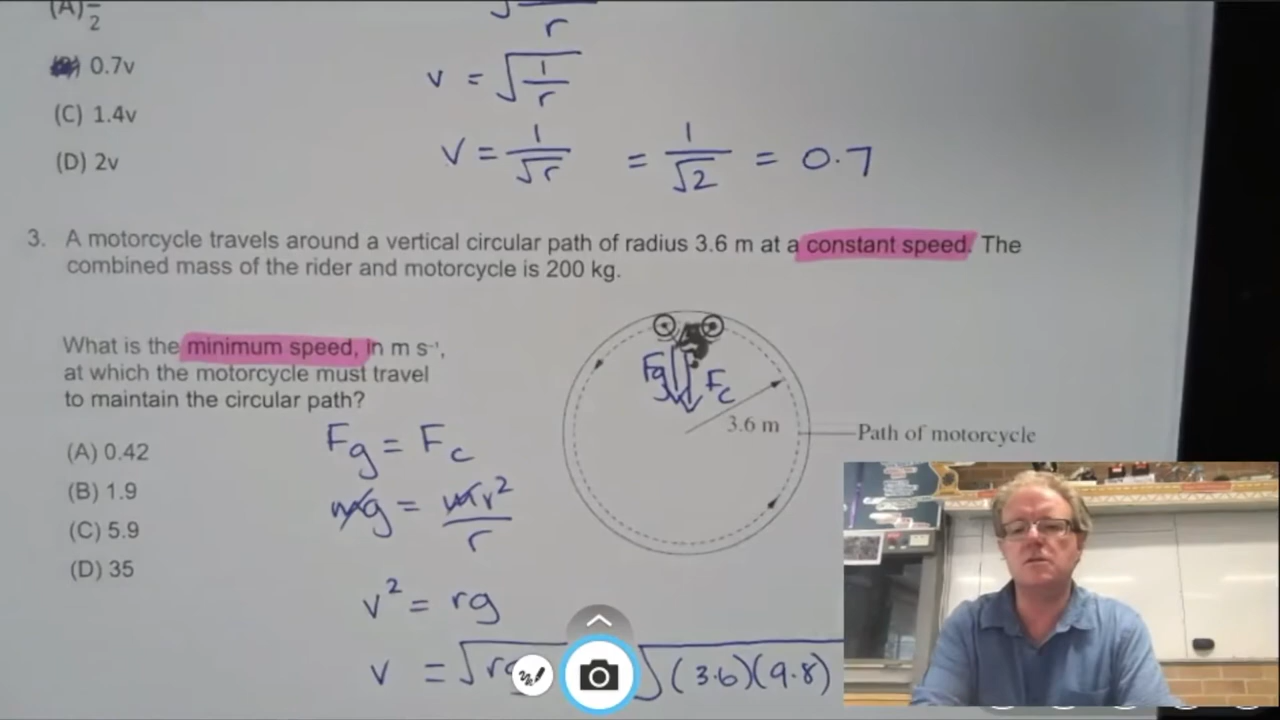 (A) — 2
r
(B) 0.7v
v = √ 1/r
(C) 1.4v
v = 1/√r = 1/√2 = 0.7
(D) 2v
3. A motorcycle travels around a vertical circular path of radius 3.6 m at a constant speed. The
combined mass of the rider and motorcycle is 200 kg.
What is the minimum speed, in m s⁻¹,
at which the motorcycle must travel
to maintain the circular path?
(A) 0.42
(B) 1.9
(C) 5.9
(D) 35
Fg Fc
3.6 m
Path of motorcycle
Fg = Fc
mg = mv²/r
v² = rg
v = √r
√(3.6)(9.8)